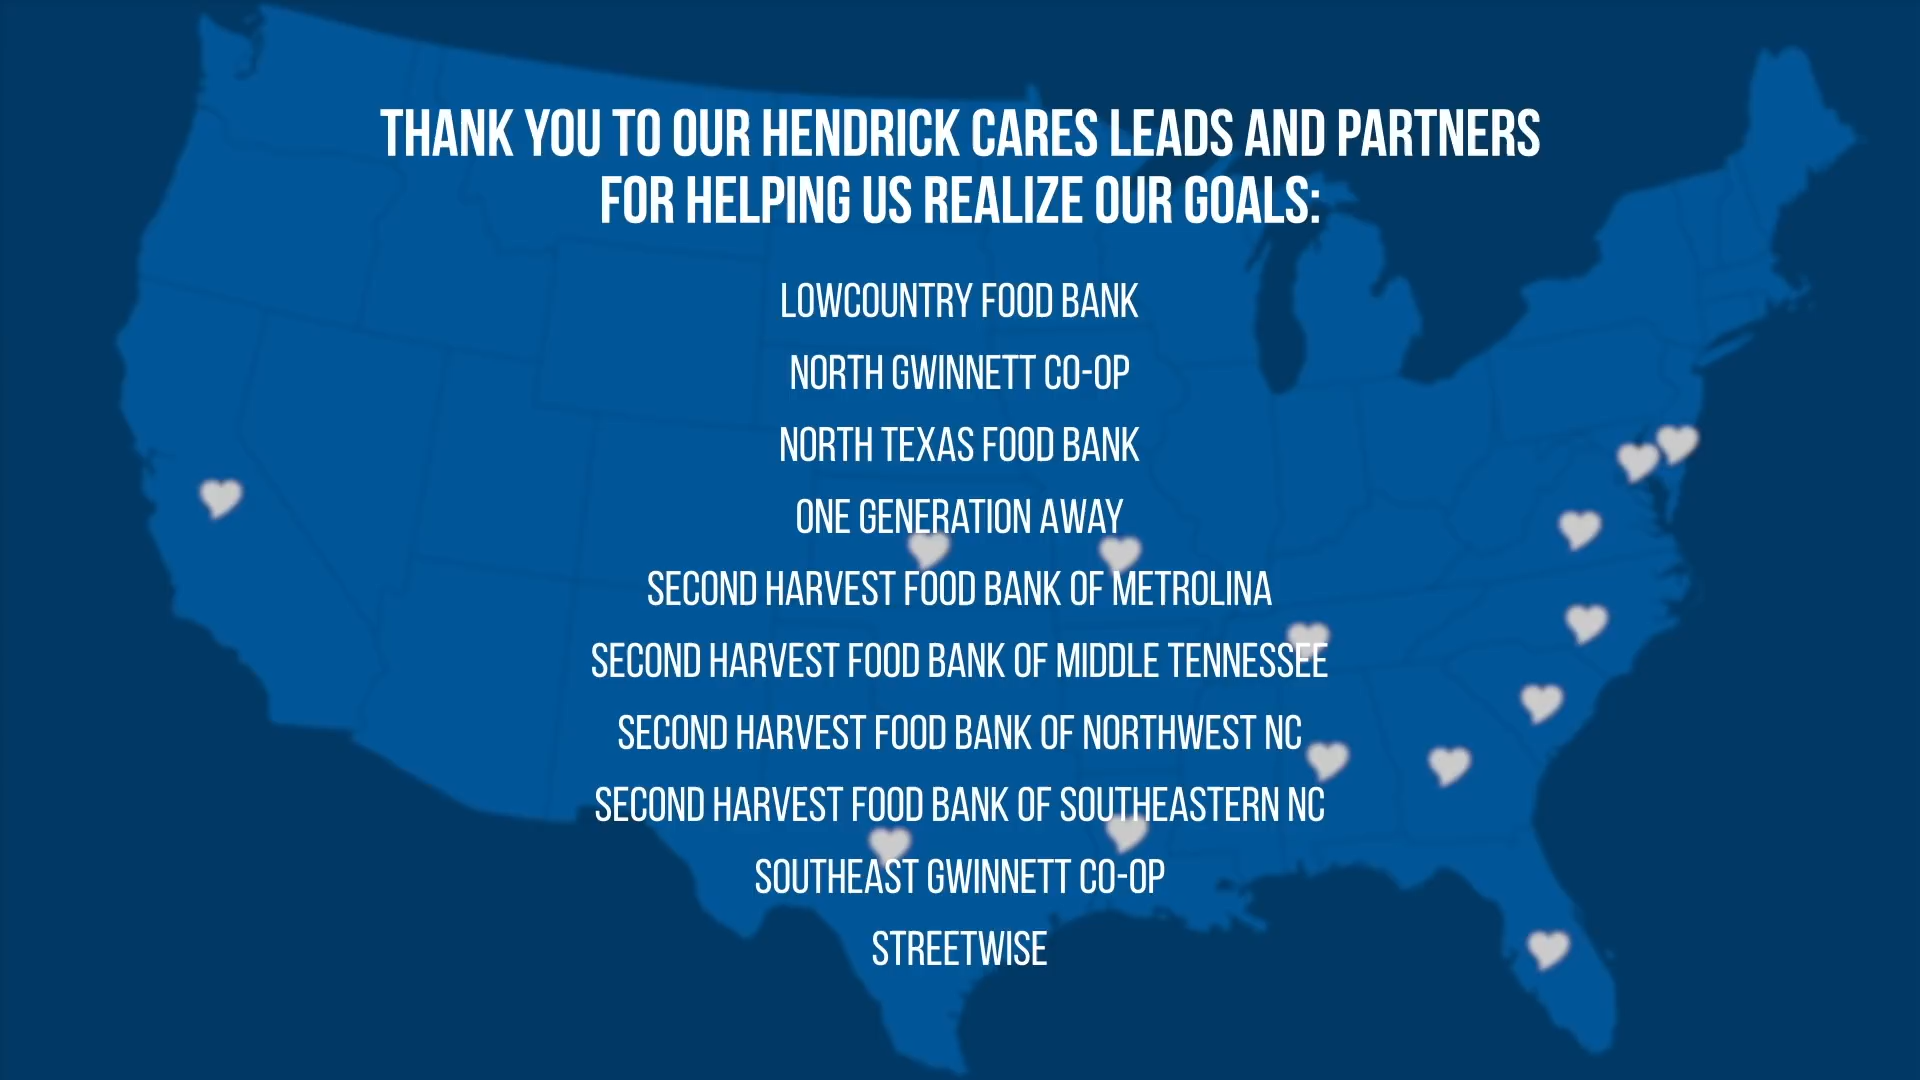 THANK YOU TO OUR HENDRICK CARES LEADS AND PARTNERS
FOR HELPING US REALIZE OUR GOALS:
LOWCOUNTRY FOOD BANK
NORTH GWINNETT CO-OP
NORTH TEXAS FOOD BANK
ONE GENERATION AWAY
SECOND HARVEST FOOD BANK OF METROLINA
SECOND HARVEST FOOD BANK OF MIDDLE TENNESSEE
SECOND HARVEST FOOD BANK OF NORTHWEST NC
SECOND HARVEST FOOD BANK OF SOUTHEASTERN NC
SOUTHEAST GWINNETT CO-OP
STREETWISE